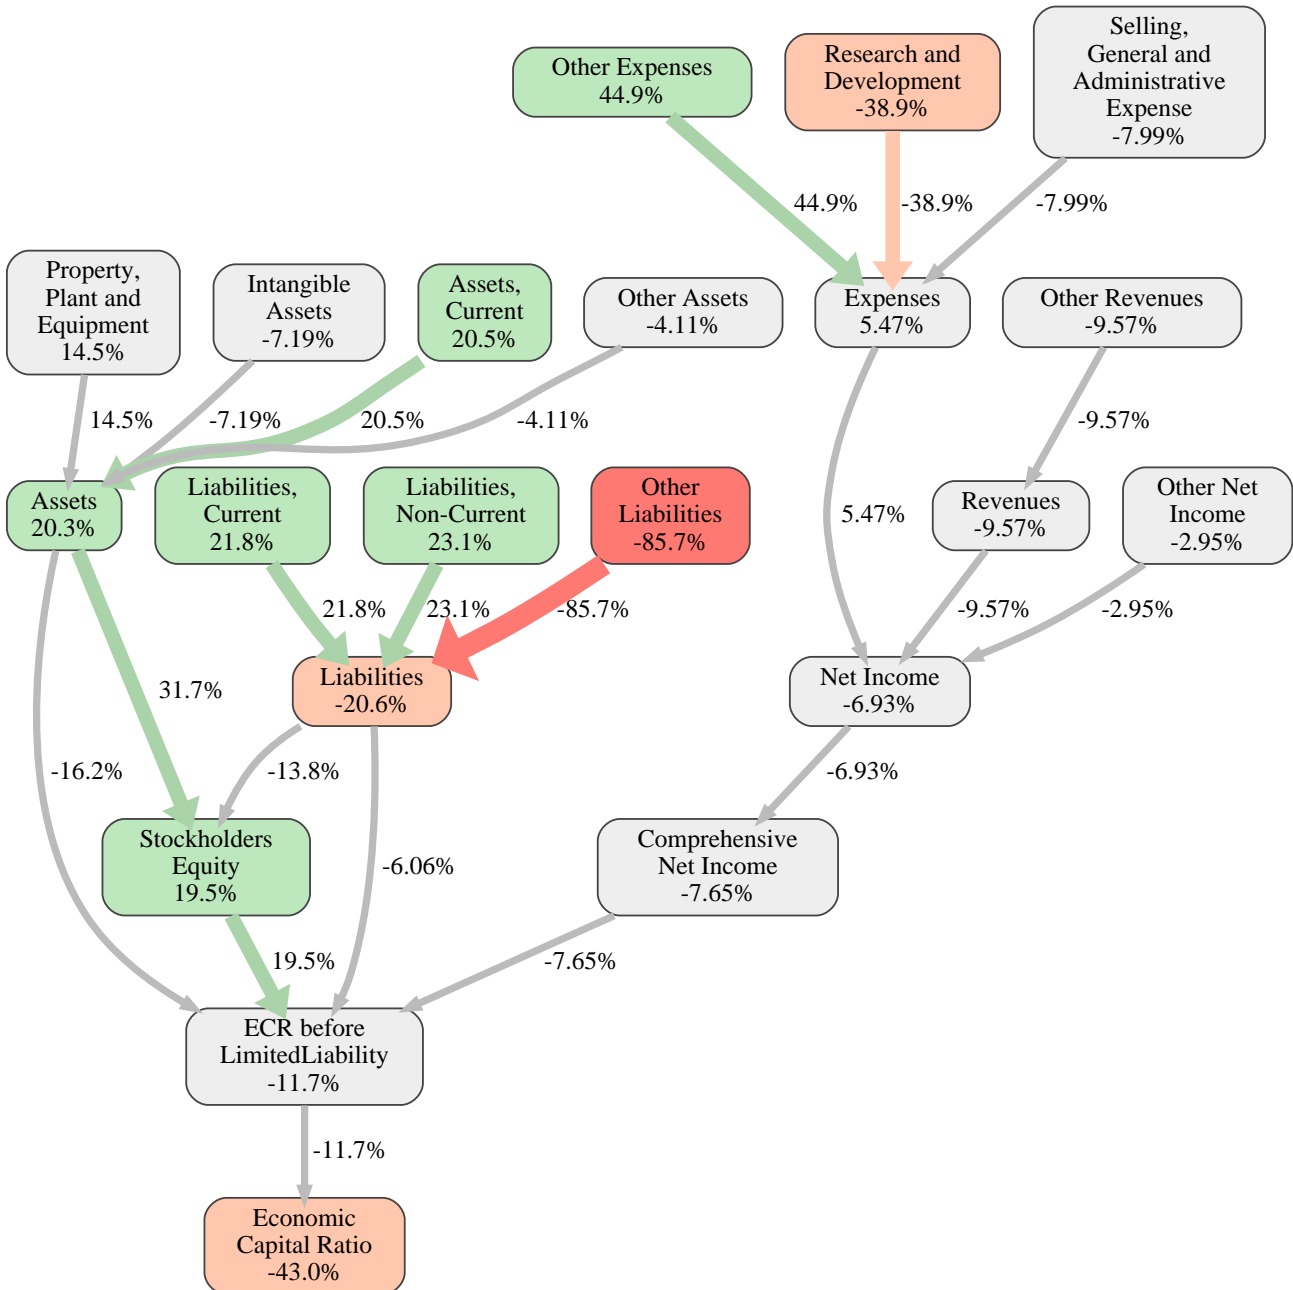 Other Expenses
44.9%
Research and
Development
-38.9%
Selling,
General and
Administrative
Expense
-7.99%
44.9%
-38.9%
-7.99%
Property,
Plant and
Equipment
14.5%
Intangible
Assets
-7.19%
Assets,
Current
20.5%
Other Assets
-4.11%
Expenses
5.47%
Other Revenues
-9.57%
14.5%
-7.19%
20.5%
-4.11%
-9.57%
Assets
20.3%
Liabilities,
Current
21.8%
Liabilities,
Non-Current
23.1%
Other
Liabilities
-85.7%
5.47%
Revenues
-9.57%
Other Net
Income
-2.95%
21.8%
23.1%
-85.7%
-9.57%
-2.95%
31.7%
Liabilities
-20.6%
Net Income
-6.93%
-16.2%
-13.8%
-6.93%
Stockholders
Equity
19.5%
-6.06%
Comprehensive
Net Income
-7.65%
19.5%
-7.65%
ECR before
LimitedLiability
-11.7%
-11.7%
Economic
Capital Ratio
-43.0%